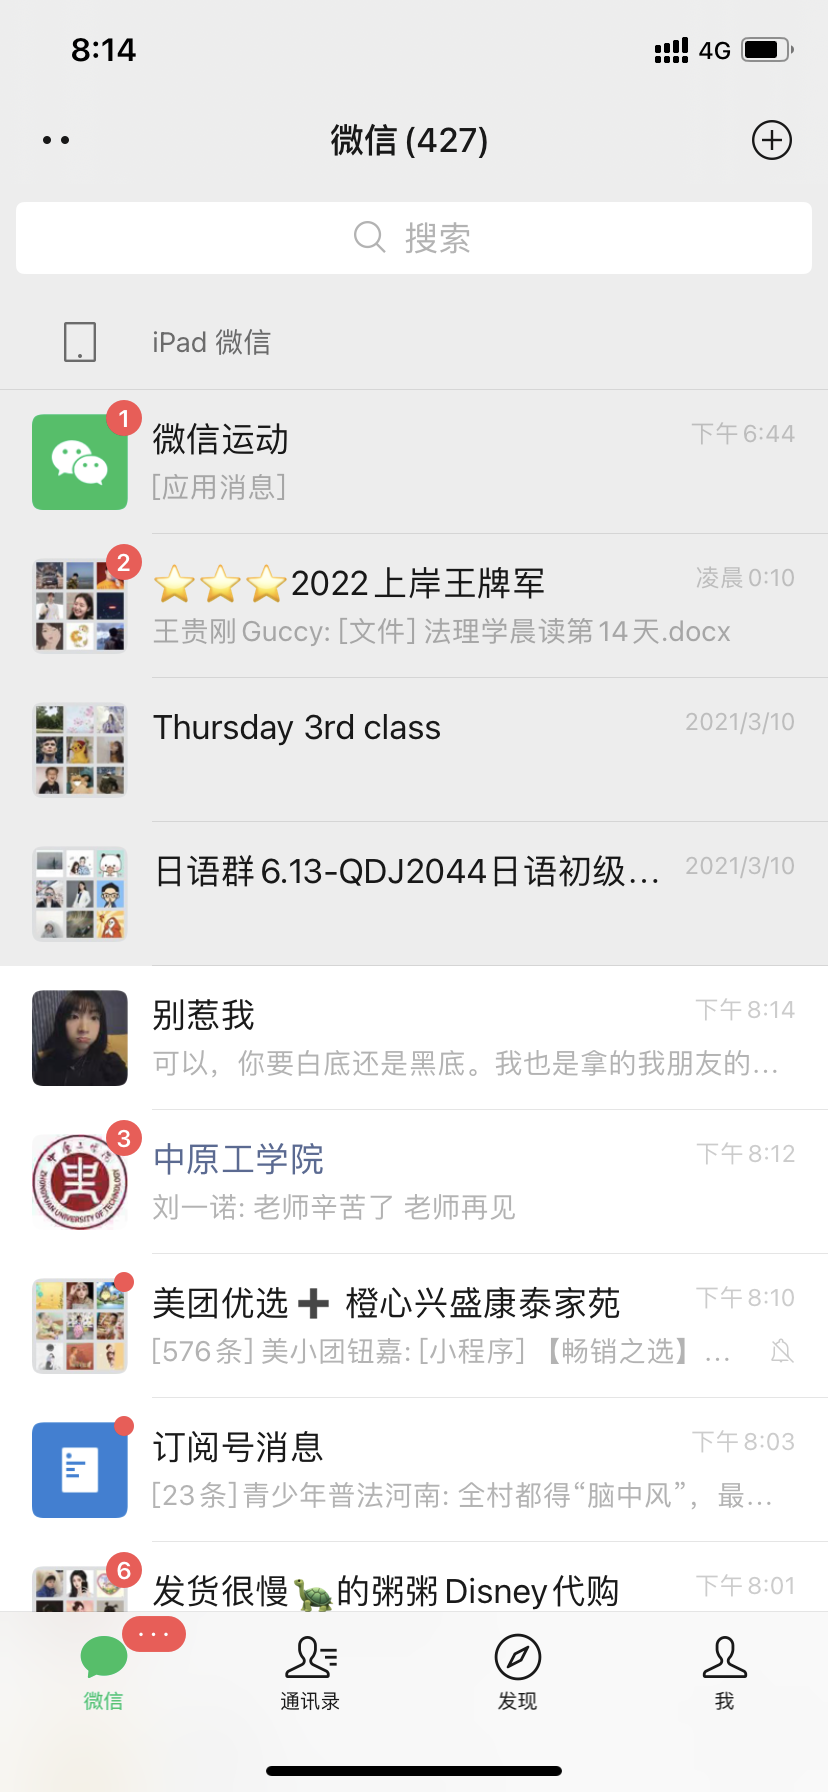 8:14
4G
微信(427)
搜索
iPad 微信
1
微信运动
下午6:44
[应用消息]
2
⭐⭐⭐2022上岸王牌军
凌晨0:10
王贵刚Guccy: [文件] 法理学晨读第14天.docx
Thursday 3rd class
2021/3/10
日语群6.13-QDJ2044日语初级...
2021/3/10
别惹我
下午8:14
可以，你要白底还是黑底。我也是拿的我朋友的...
3
中原工学院
下午8:12
ZHONGYUAN UNIVERSITY OF TECHNOLOGY
刘一诺: 老师辛苦了 老师再见
美团优选➕ 橙心兴盛康泰家苑
下午8:10
[576条] 美小团钮嘉: [小程序] 【畅销之选】...
订阅号消息
下午8:03
[23条] 青少年普法河南: 全村都得“脑中风”，最...
6
发货很慢🐢的粥粥Disney代购
下午8:01
微信
通讯录
发现
我